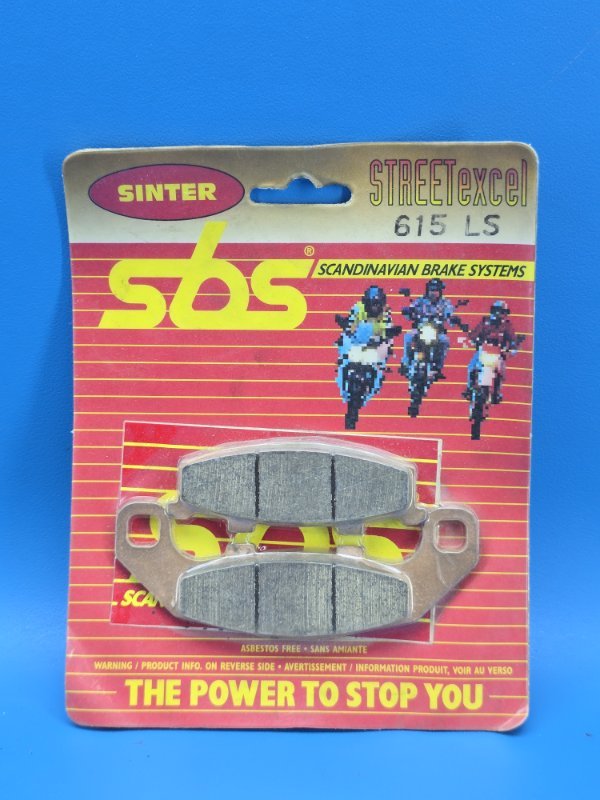 SINTER
STREETexcel
615 LS
sbs®
SCANDINAVIAN BRAKE SYSTEMS
SCAN
ASBESTOS FREE • SANS AMIANTE
WARNING / PRODUCT INFO. ON REVERSE SIDE • AVERTISSEMENT / INFORMATION PRODUIT, VOIR AU VERSO
THE POWER TO STOP YOU